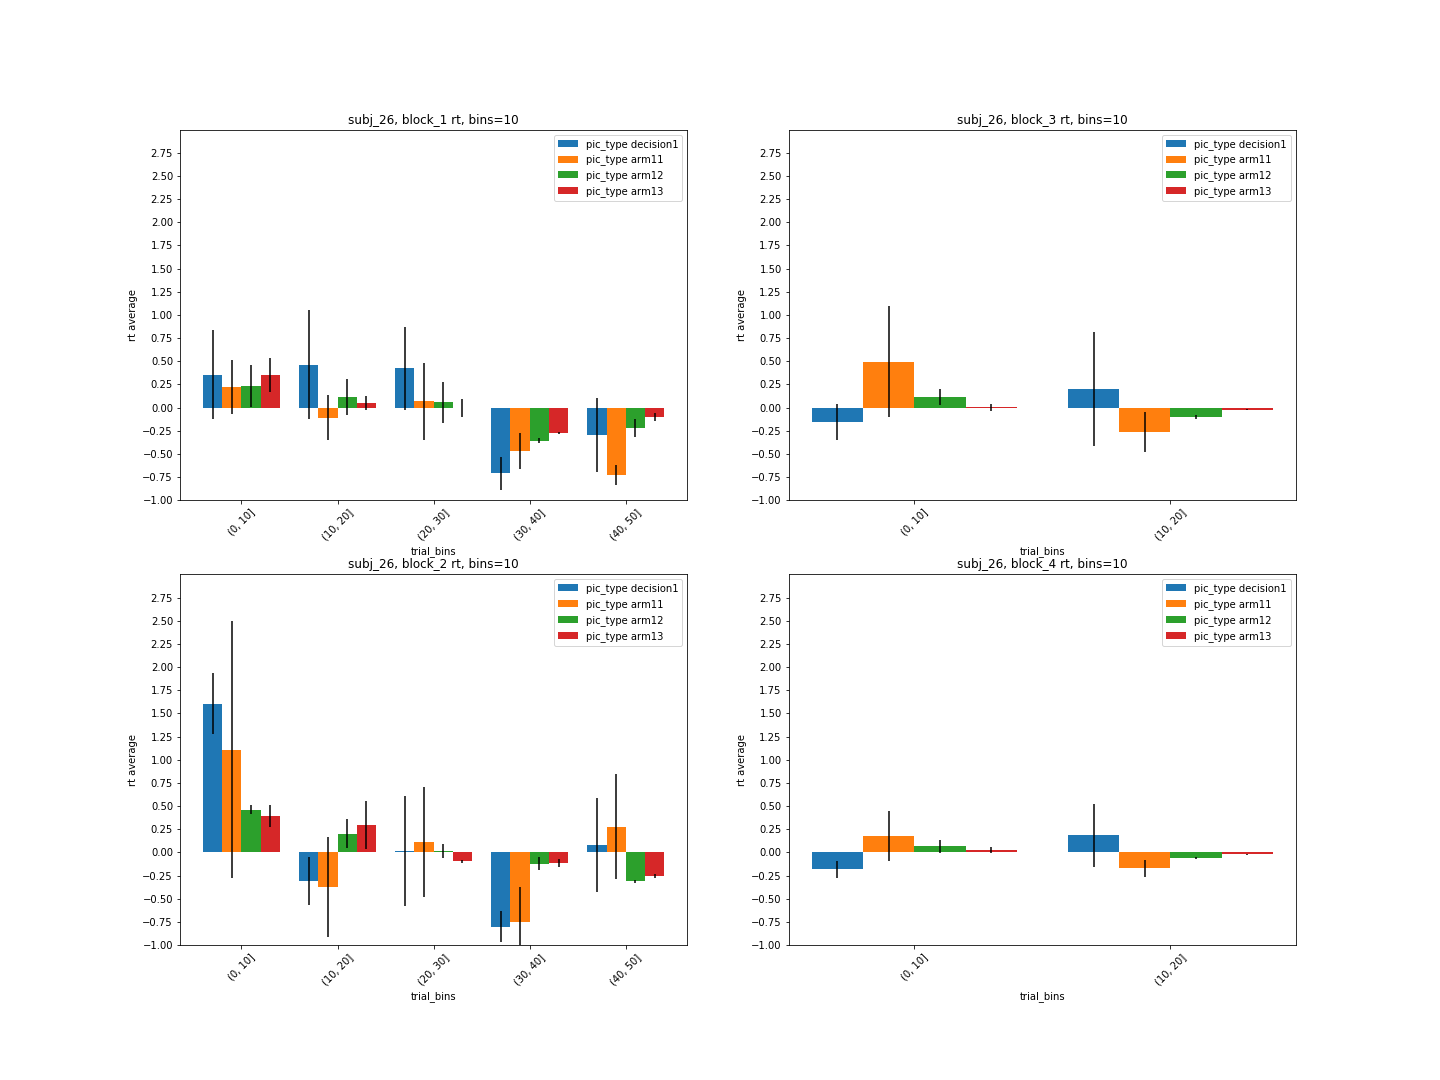 subj_26, block_1 rt, bins=10
pic_type decision1
pic_type arm11
pic_type arm12
pic_type arm13
rt average
2.75
2.50
2.25
2.00
1.75
1.50
1.25
1.00
0.75
0.50
0.25
0.00
−0.25
−0.50
−0.75
−1.00
(0, 10]
(10, 20]
(20, 30]
(30, 40]
(40, 50]
trial_bins
subj_26, block_3 rt, bins=10
pic_type decision1
pic_type arm11
pic_type arm12
pic_type arm13
rt average
2.75
2.50
2.25
2.00
1.75
1.50
1.25
1.00
0.75
0.50
0.25
0.00
−0.25
−0.50
−0.75
−1.00
(0, 10]
(10, 20]
trial_bins
subj_26, block_2 rt, bins=10
pic_type decision1
pic_type arm11
pic_type arm12
pic_type arm13
rt average
2.75
2.50
2.25
2.00
1.75
1.50
1.25
1.00
0.75
0.50
0.25
0.00
−0.25
−0.50
−0.75
−1.00
(0, 10]
(10, 20]
(20, 30]
(30, 40]
(40, 50]
trial_bins
subj_26, block_4 rt, bins=10
pic_type decision1
pic_type arm11
pic_type arm12
pic_type arm13
rt average
2.75
2.50
2.25
2.00
1.75
1.50
1.25
1.00
0.75
0.50
0.25
0.00
−0.25
−0.50
−0.75
−1.00
(0, 10]
(10, 20]
trial_bins